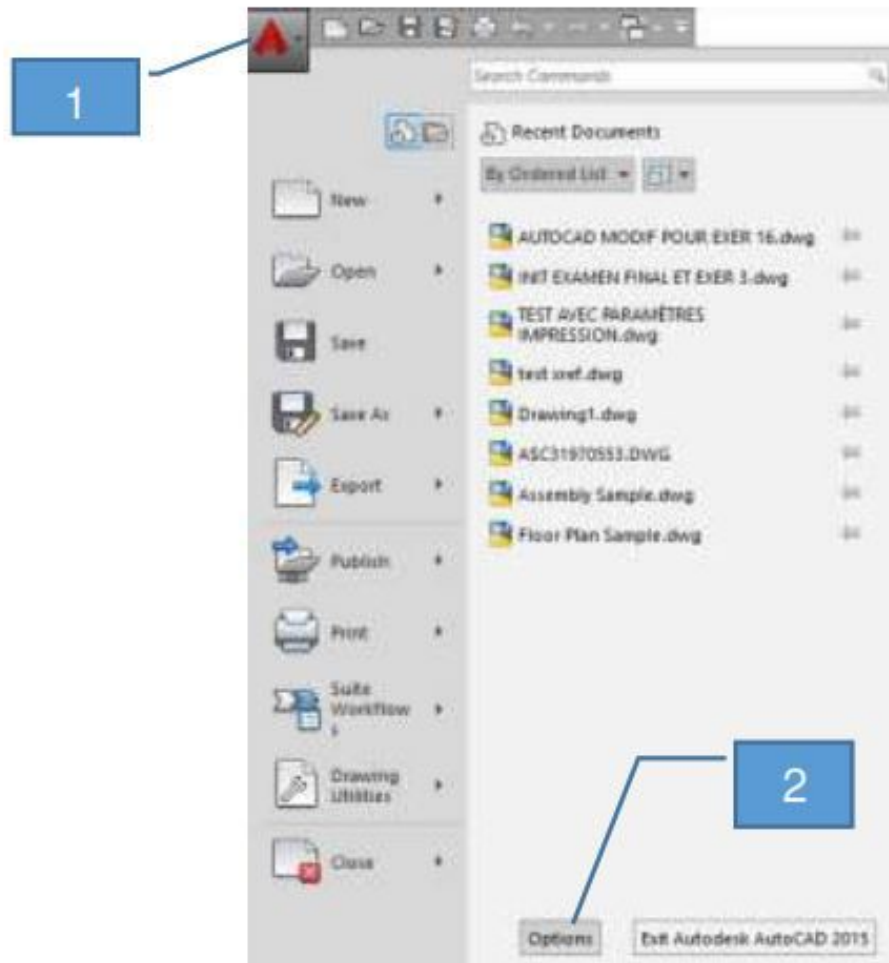 1
Search Commands
Recent Documents
By Ordered List
New
Open
Save
Save As
Export
Publish
Print
Suite
Workflow
s
Drawing
Utilities
Close
AUTOCAD MODIF POUR EXER 16.dwg
INIT EXAMEN FINAL ET EXER 3.dwg
TEST AVEC PARAMÈTRES
IMPRESSION.dwg
test xref.dwg
Drawing1.dwg
ASC31970553.DWG
Assembly Sample.dwg
Floor Plan Sample.dwg
2
Options
Exit Autodesk AutoCAD 2015